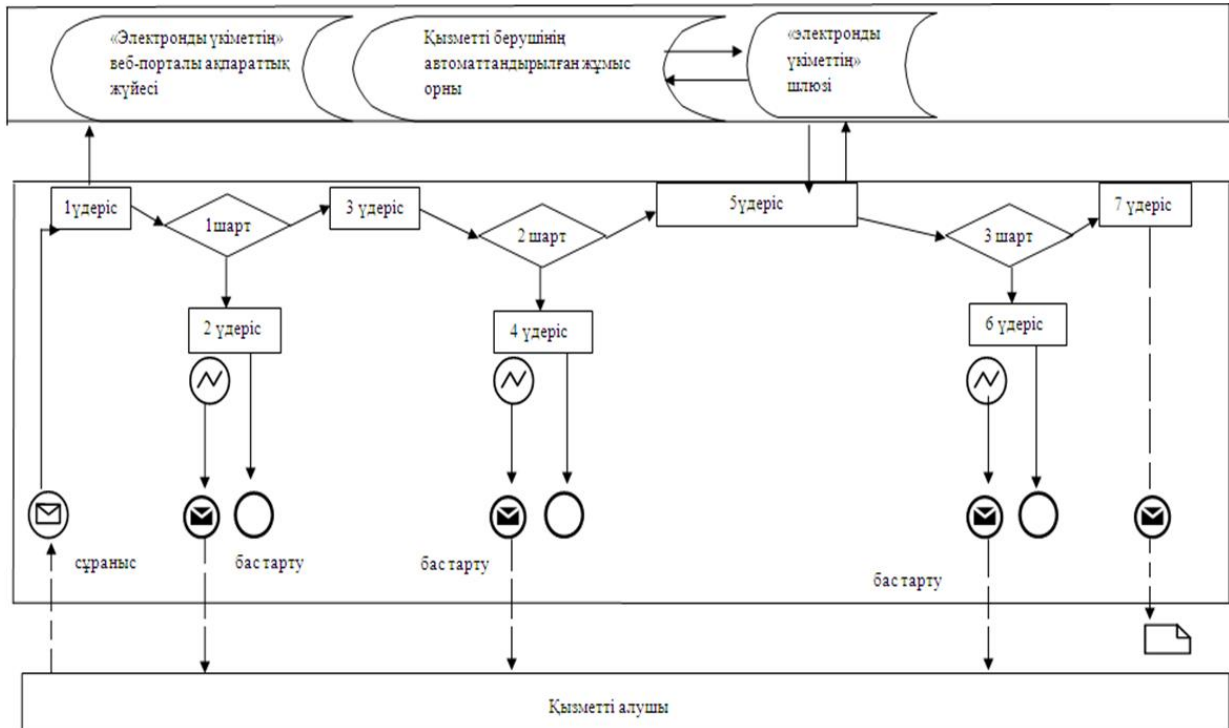 «Электронды үкіметтің»
веб-порталы ақпараттық
жүйесі
Қызметті берушінің
автоматтандырылған жұмыс
орны
«электронды
үкіметтің»
шлюзі
1үдеріс
1шарт
3 үдеріс
2 шарт
5үдеріс
3 шарт
7 үдеріс
2 үдеріс
4 үдеріс
6 үдеріс
сұраныс
бас тарту
бас тарту
бас тарту
Қызметті алушы